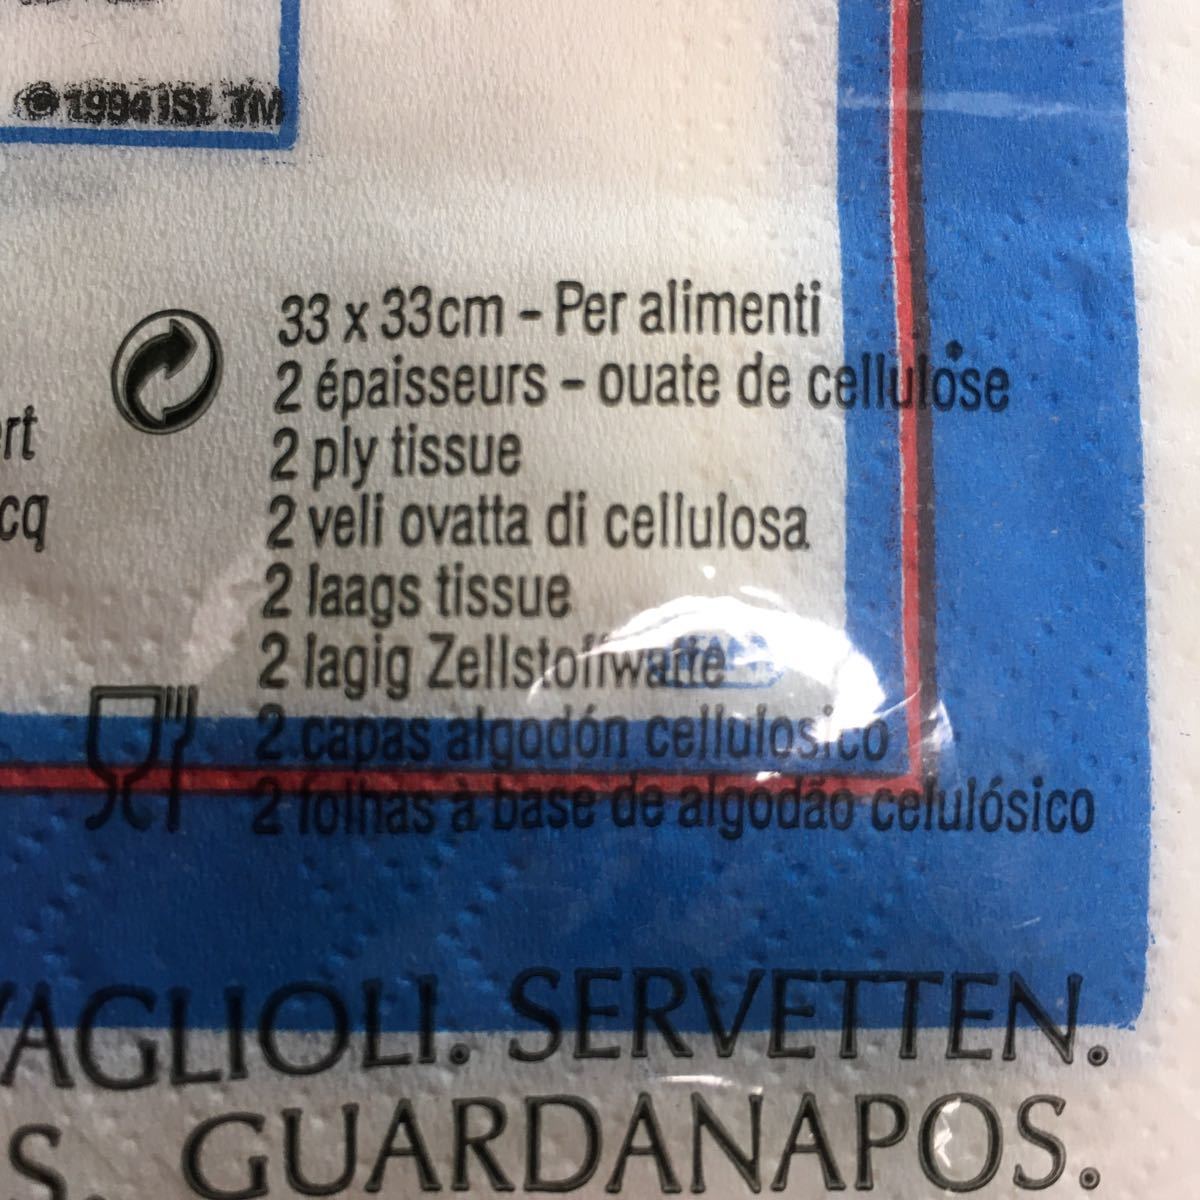 © 1994 ISL TM
33 x 33cm – Per alimenti
2 épaisseurs – ouate de cellulose
rt
2 ply tissue
cq
2 veli ovatta di cellulosa
2 laags tissue
2 lagig Zellstoffwatte
2 capas algodón cellulosico
2 folhas à base de algodão celulósico
VAGLIOLI. SERVETTEN.
S. GUARDANAPOS.